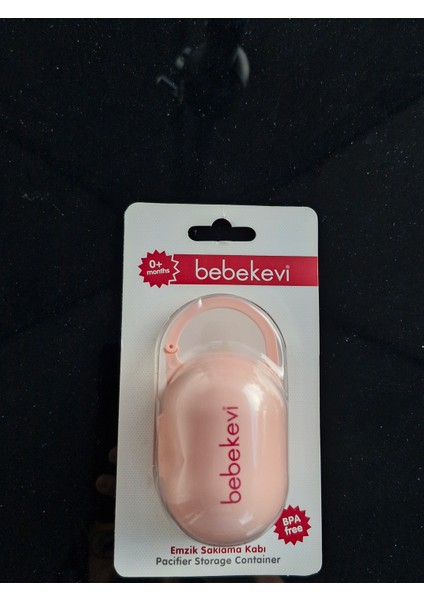 0+
months
bebekevi
bebekevi
BPA
free
Emzik Saklama Kabı
Pacifier Storage Container